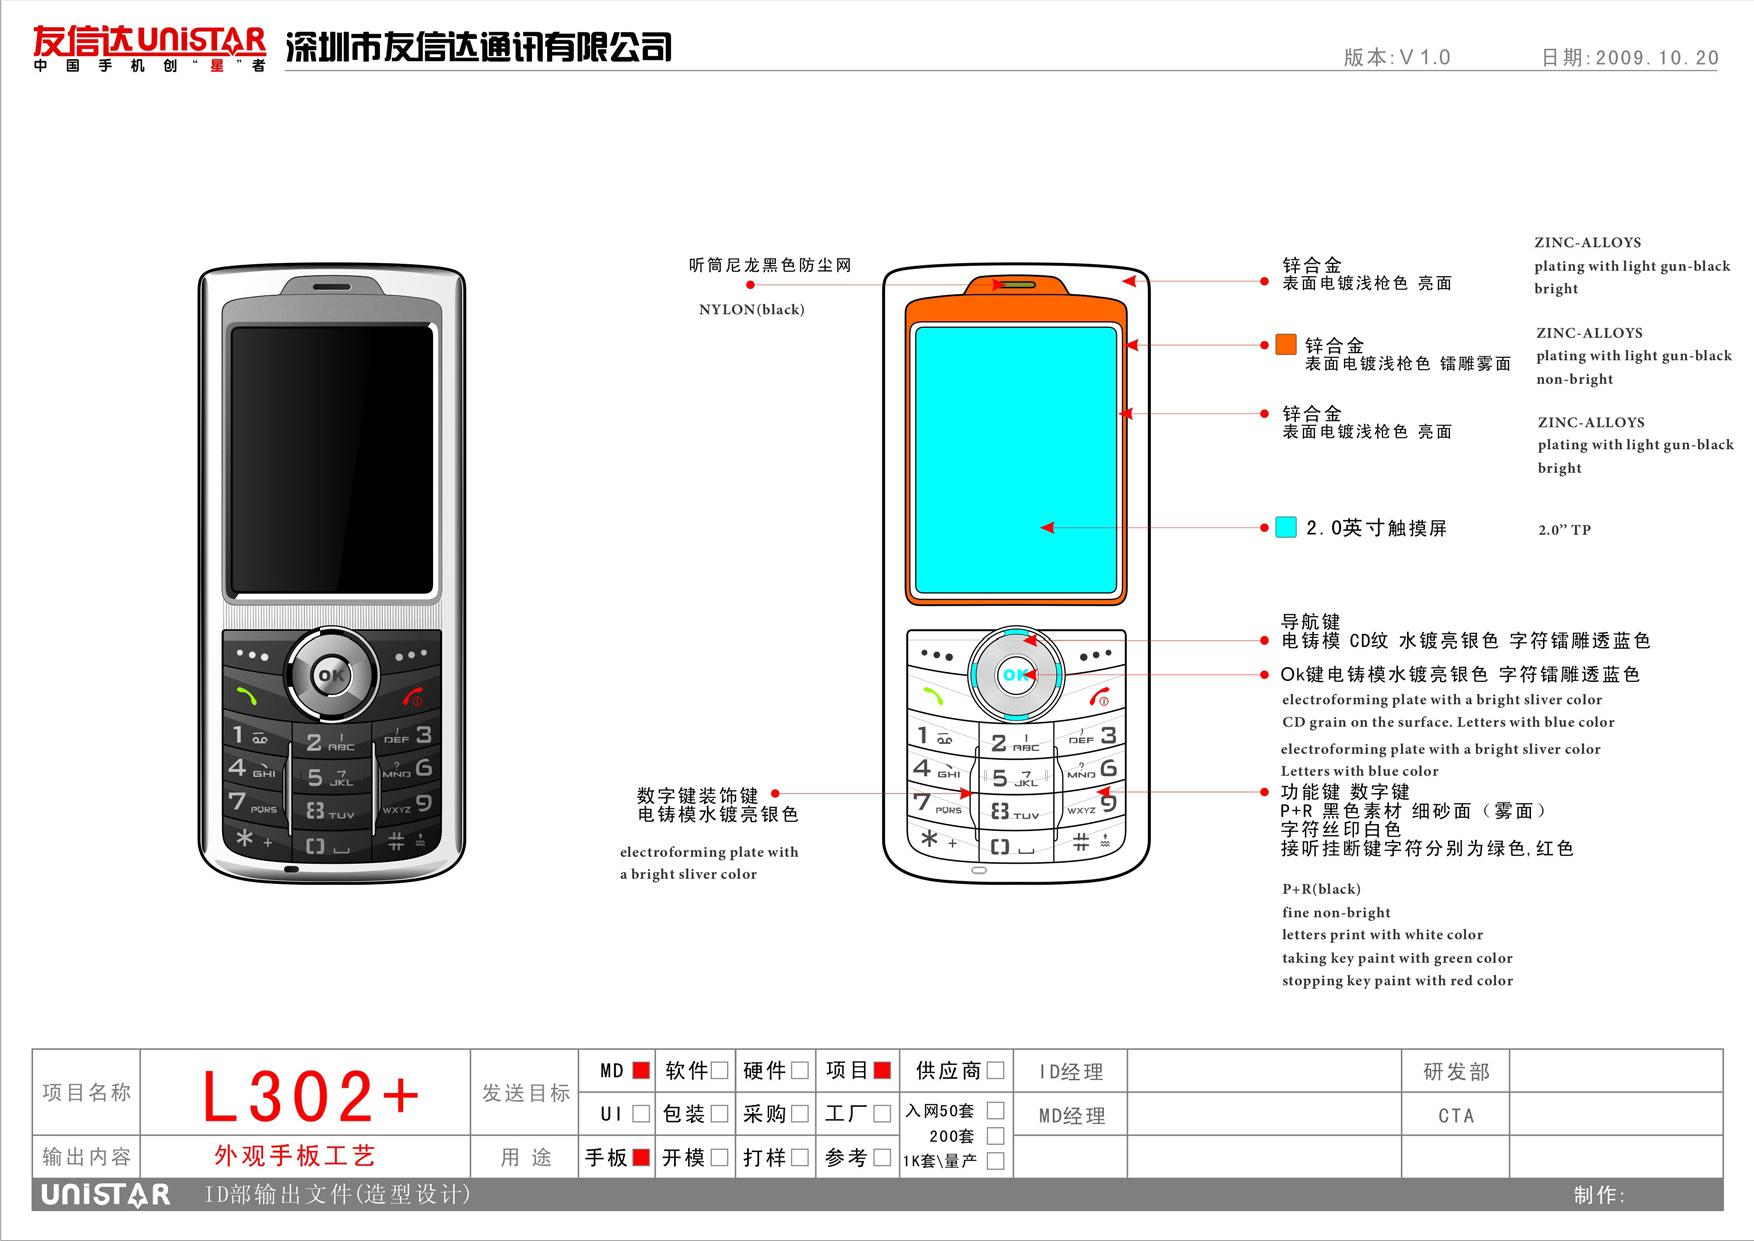 友信达UNiSTAR
中国手机创“星”者
深圳市友信达通讯有限公司
版本:V1.0
日期:2009.10.20
听筒尼龙黑色防尘网
NYLON(black)
锌合金
表面电镀浅枪色 亮面
ZINC-ALLOYS
plating with light gun-black
bright
锌合金
表面电镀浅枪色 镭雕雾面
ZINC-ALLOYS
plating with light gun-black
non-bright
锌合金
表面电镀浅枪色 亮面
ZINC-ALLOYS
plating with light gun-black
bright
2.0英寸触摸屏
2.0” TP
导航键
电铸模 CD纹 水镀亮银色 字符镭雕透蓝色
Ok键电铸模水镀亮银色 字符镭雕透蓝色
electroforming plate with a bright sliver color
CD grain on the surface. Letters with blue color
electroforming plate with a bright sliver color
Letters with blue color
功能键 数字键
P+R 黑色素材 细砂面（雾面）
字符丝印白色
接听挂断键字符分别为绿色,红色
P+R(black)
fine non-bright
letters print with white color
taking key paint with green color
stopping key paint with red color
数字键装饰键
电铸模水镀亮银色
electroforming plate with
a bright sliver color
OK
1
2 ABC
DEF 3
4 GHI
5 JKL
MNO 6
7 PQRS
8 TUV
WXYZ 9
* +
0
#
OK
1
2 ABC
DEF 3
4 GHI
5 JKL
MNO 6
7 PQRS
8 TUV
WXYZ 9
* +
0
#
项目名称
L302+
发送目标
MD 软件 硬件 项目 供应商
ID经理
研发部
UI 包装 采购 工厂
入网50套
200套
1K套\量产
MD经理
CTA
输出内容
外观手板工艺
用 途
手板 开模 打样 参考
UNiSTAR
ID部输出文件(造型设计)
制作: